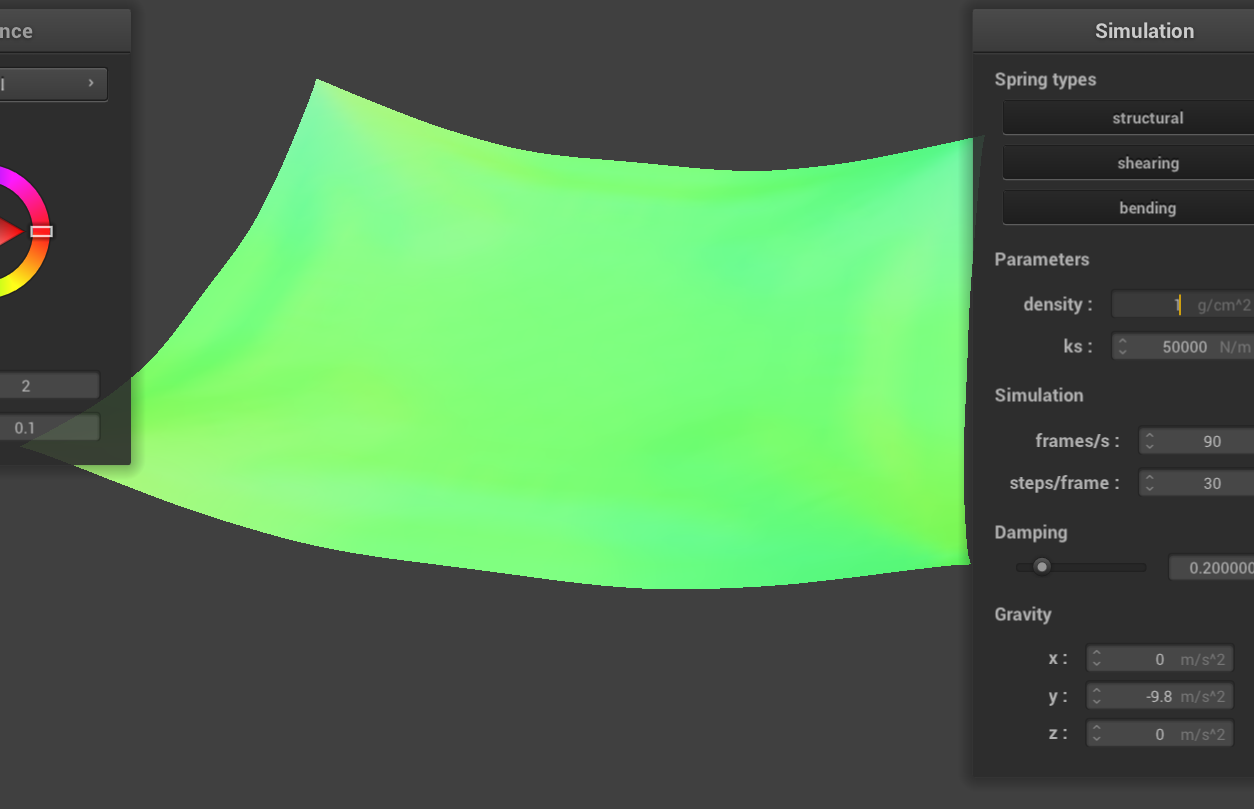 nce
l
2
0.1
Simulation
Spring types
structural
shearing
bending
Parameters
density : 1 g/cm^2
ks : 50000 N/m
Simulation
frames/s : 90
steps/frame : 30
Damping
0.200000
Gravity
x : 0 m/s^2
y : -9.8 m/s^2
z : 0 m/s^2